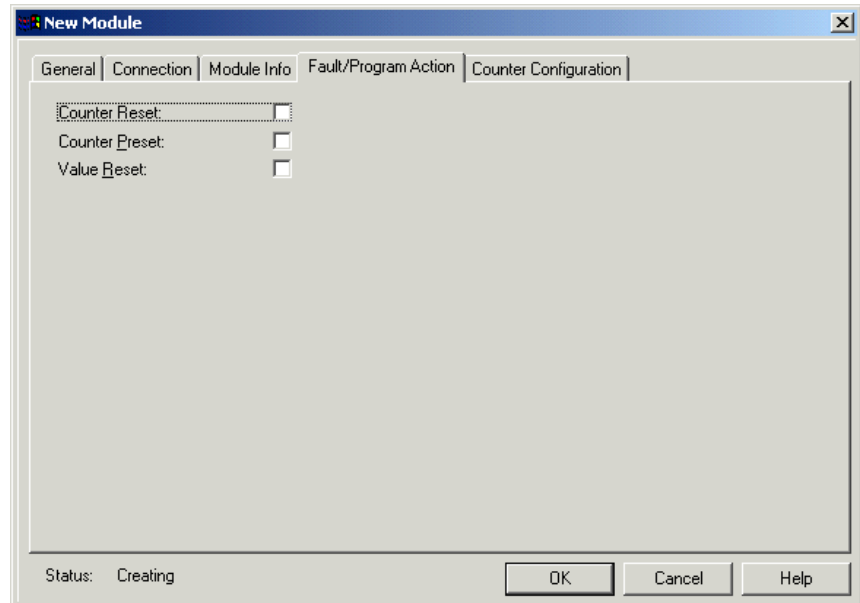 New Module
General Connection Module Info Fault/Program Action Counter Configuration
Counter Reset:
Counter Preset:
Value Reset:
Status: Creating OK Cancel Help